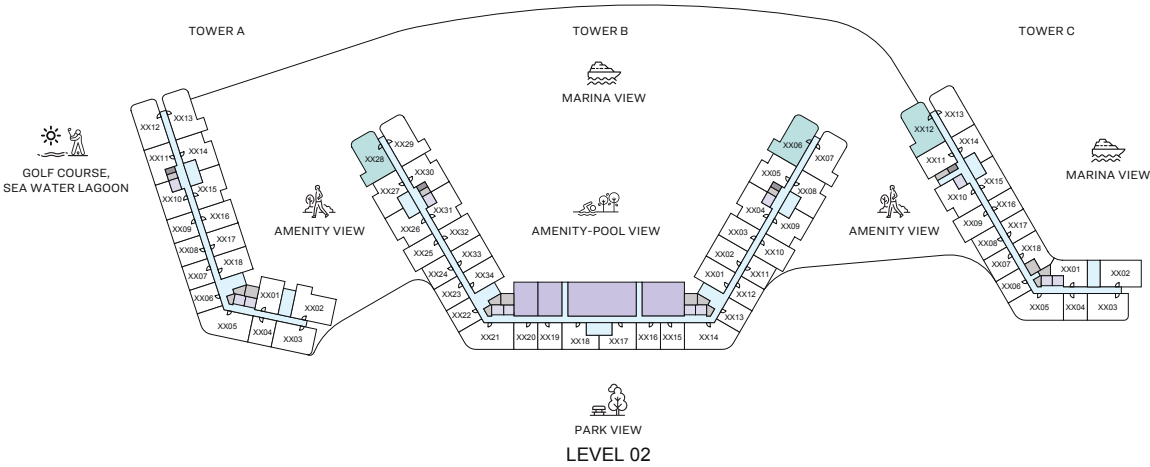 TOWER A
TOWER B
TOWER C
MARINA VIEW
GOLF COURSE,
SEA WATER LAGOON
AMENITY VIEW
AMENITY-POOL VIEW
AMENITY VIEW
MARINA VIEW
XX12
XX13
XX11
XX14
XX10
XX15
XX09
XX16
XX08
XX17
XX07
XX18
XX06
XX01
XX02
XX05
XX04
XX03
XX28
XX29
XX27
XX30
XX26
XX31
XX25
XX32
XX24
XX33
XX23
XX34
XX22
XX21
XX20
XX19
XX18
XX17
XX16
XX15
XX14
XX06
XX07
XX05
XX08
XX04
XX09
XX03
XX10
XX02
XX11
XX01
XX12
XX13
XX12
XX13
XX11
XX14
XX10
XX15
XX09
XX16
XX08
XX17
XX07
XX18
XX06
XX01
XX02
XX05
XX04
XX03
PARK VIEW
LEVEL 02